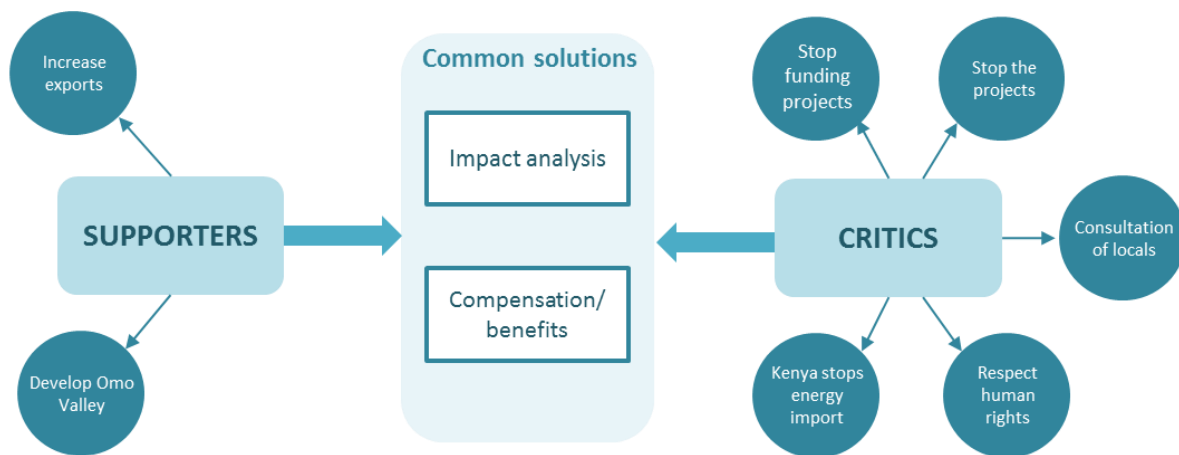 Increase
exports
SUPPORTERS
Develop Omo
Valley
Common solutions
Impact analysis
Compensation/
benefits
Stop
funding
projects
Stop the
projects
CRITICS
Consultation
of locals
Kenya stops
energy
import
Respect
human
rights